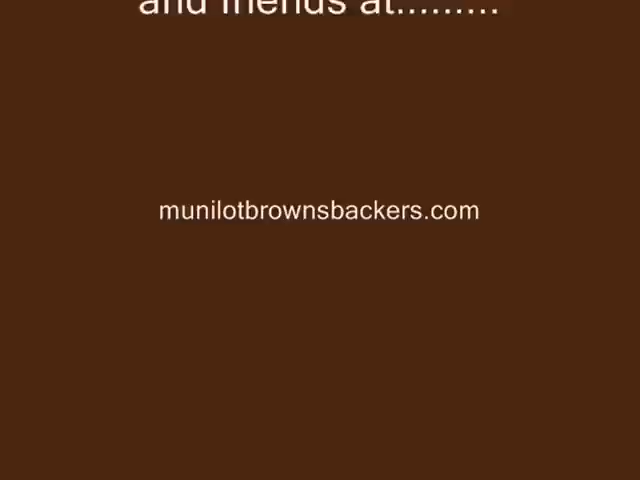 and friends at.........
munilotbrownsbackers.com